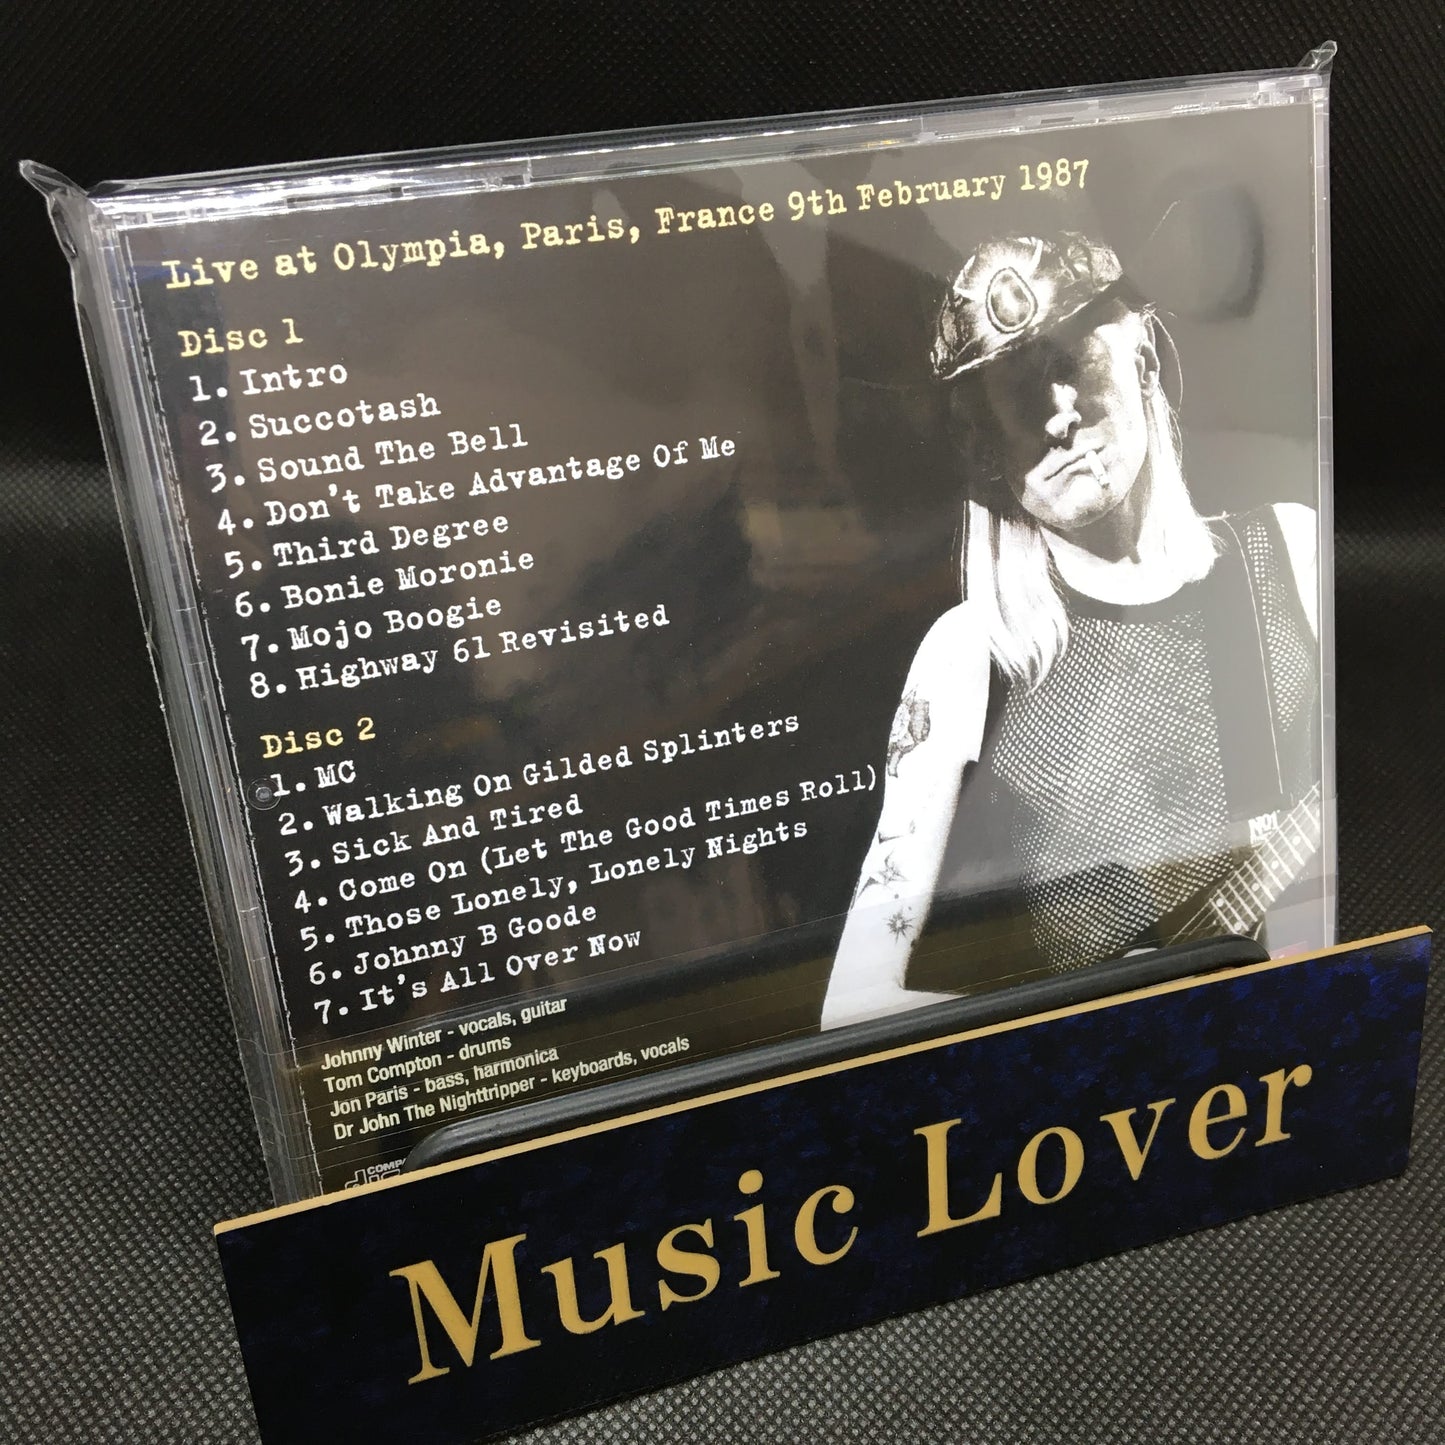 Live at Olympia, Paris, France 9th February 1987
Disc 1
1. Intro
2. Succotash
3. Sound The Bell
4. Don't Take Advantage Of Me
5. Third Degree
6. Bonie Moronie
7. Mojo Boogie
8. Highway 61 Revisited
Disc 2
1. MC
2. Walking On Gilded Splinters
3. Sick And Tired
4. Come On (Let The Good Times Roll)
5. Those Lonely, Lonely Nights
6. Johnny B Goode
7. It's All Over Now
Johnny Winter - vocals, guitar
Tom Compton - drums
Jon Paris - bass, harmonica
Dr John The Nighttripper - keyboards, vocals
Music Lover